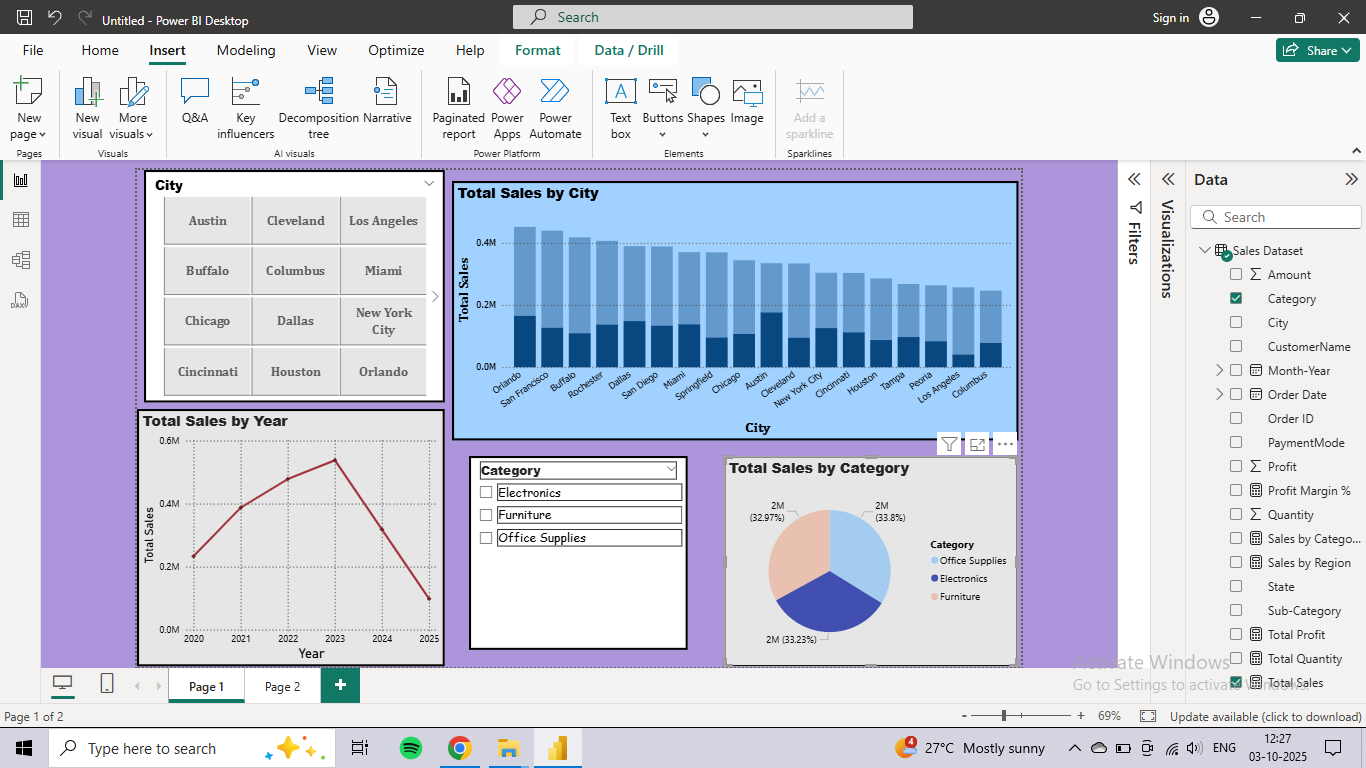 Untitled - Power BI Desktop
Search
Sign in
File Home Insert Modeling View Optimize Help Format Data / Drill
Share
New page
New visual
More visuals
Q&A
Key influencers
Decomposition tree
Narrative
Paginated report
Power Apps
Power Automate
Text box
Buttons
Shapes
Image
Add a sparkline
Pages
Visuals
AI visuals
Power Platform
Elements
Sparklines
DAX
City
Austin Cleveland Los Angeles
Buffalo Columbus Miami
Chicago Dallas New York City
Cincinnati Houston Orlando
Total Sales by City
Total Sales
0.4M
0.2M
0.0M
Orlando
San Francisco
Buffalo
Rochester
Dallas
San Diego
Miami
Springfield
Chicago
Austin
Cleveland
New York City
Cincinnati
Houston
Tampa
Peoria
Los Angeles
Columbus
City
Total Sales by Year
Total Sales
0.6M
0.4M
0.2M
0.0M
2020 2021 2022 2023 2024 2025
Year
Category
Electronics
Furniture
Office Supplies
Total Sales by Category
2M
(32.97%)
2M
(33.8%)
2M (33.23%)
Category
Office Supplies
Electronics
Furniture
Filters
Visualizations
Data
Search
Sales Dataset
Amount
Category
City
CustomerName
Month-Year
Order Date
Order ID
PaymentMode
Profit
Profit Margin %
Quantity
Sales by Catego...
Sales by Region
State
Sub-Category
Total Profit
Total Quantity
Total Sales
Activate Windows
Go to Settings to activate Windows.
Page 1
Page 2
Page 1 of 2
69%
Update available (click to download)
Type here to search
4
27°C Mostly sunny
ENG
12:27
03-10-2025